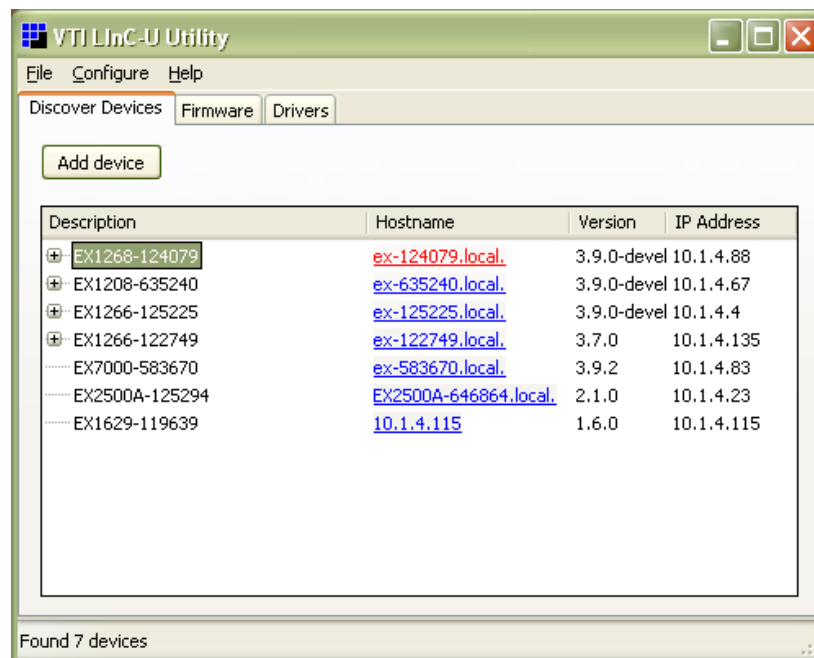 VTI LInC-U Utility
File Configure Help
Discover Devices Firmware Drivers
Add device
Description Hostname Version IP Address
EX1268-124079 ex-124079.local. 3.9.0-devel 10.1.4.88
EX1208-635240 ex-635240.local. 3.9.0-devel 10.1.4.67
EX1266-125225 ex-125225.local. 3.9.0-devel 10.1.4.4
EX1266-122749 ex-122749.local. 3.7.0 10.1.4.135
EX7000-583670 ex-583670.local. 3.9.2 10.1.4.83
EX2500A-125294 EX2500A-646864.local. 2.1.0 10.1.4.23
EX1629-119639 10.1.4.115 1.6.0 10.1.4.115
Found 7 devices